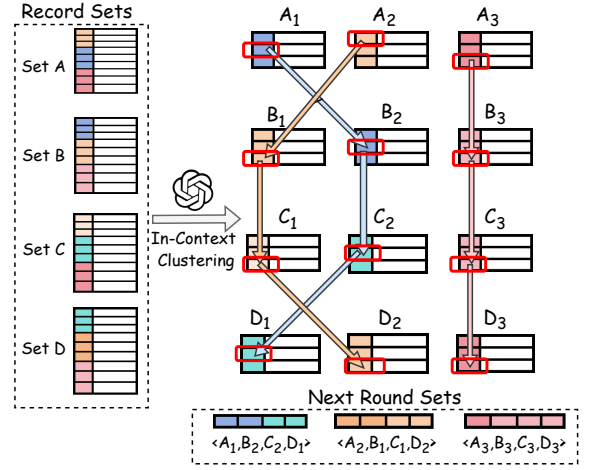 Record Sets
Set A
Set B
Set C
Set D
In-Context
Clustering
A1 A2 A3
B1 B2 B3
C1 C2 C3
D1 D2 D3
Next Round Sets
<A1,B2,C2,D1> <A2,B1,C1,D2> <A3,B3,C3,D3>